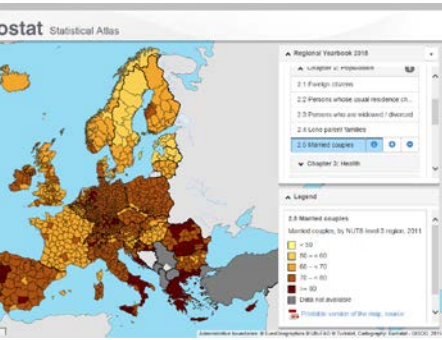 ostat Statistical Atlas
Regional Yearbook 2015
Chapter 2: Population
2.1 Foreign citizens
2.2 Persons whose usual residence ch...
2.3 Persons who are widowed / divorced
2.4 Lone parent families
2.5 Married couples
Chapter 3: Health
Legend
2.5 Married couples
Married couples, by NUTS level 3 region, 2011
< 50
50 – < 60
60 – < 70
70 – < 80
>= 80
Data not available
Printable version of the map, source